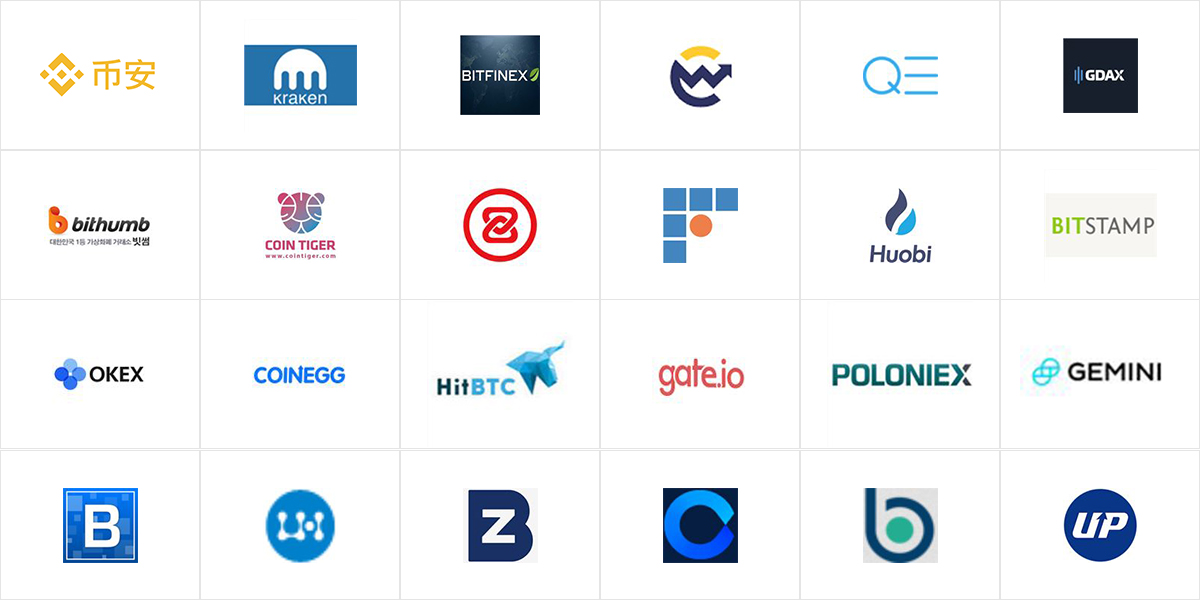 币安
kraken
BITFINEX
QE
GDAX
bithumb
대한민국 1등 가상화폐 거래소 빗썸
COIN TIGER
www.cointiger.com
Huobi
BITSTAMP
OKEX
COINEGG
HitBTC
gate.io
POLONIEX
GEMINI
B
Z
b
UP